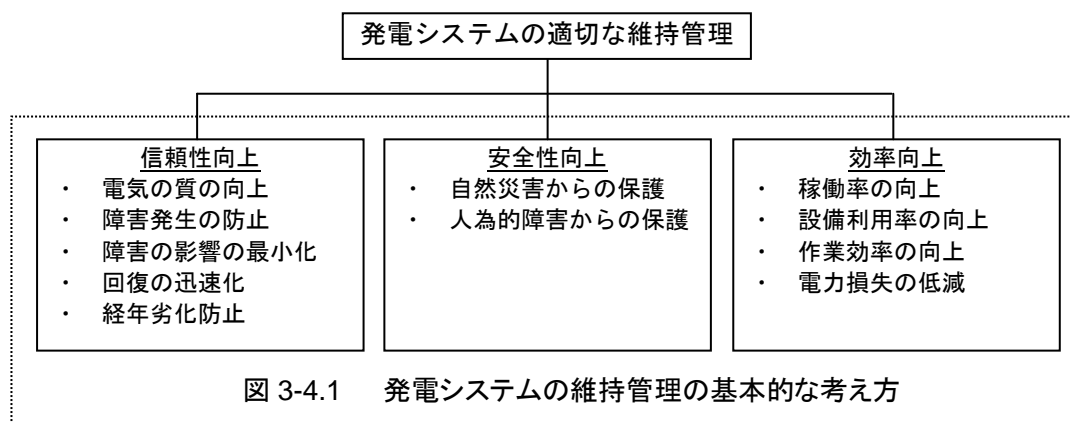 発電システムの適切な維持管理
信頼性向上
・ 電気の質の向上
・ 障害発生の防止
・ 障害の影響の最小化
・ 回復の迅速化
・ 経年劣化防止
安全性向上
・ 自然災害からの保護
・ 人為的障害からの保護
効率向上
・ 稼働率の向上
・ 設備利用率の向上
・ 作業効率の向上
・ 電力損失の低減
図 3-4.1 発電システムの維持管理の基本的な考え方